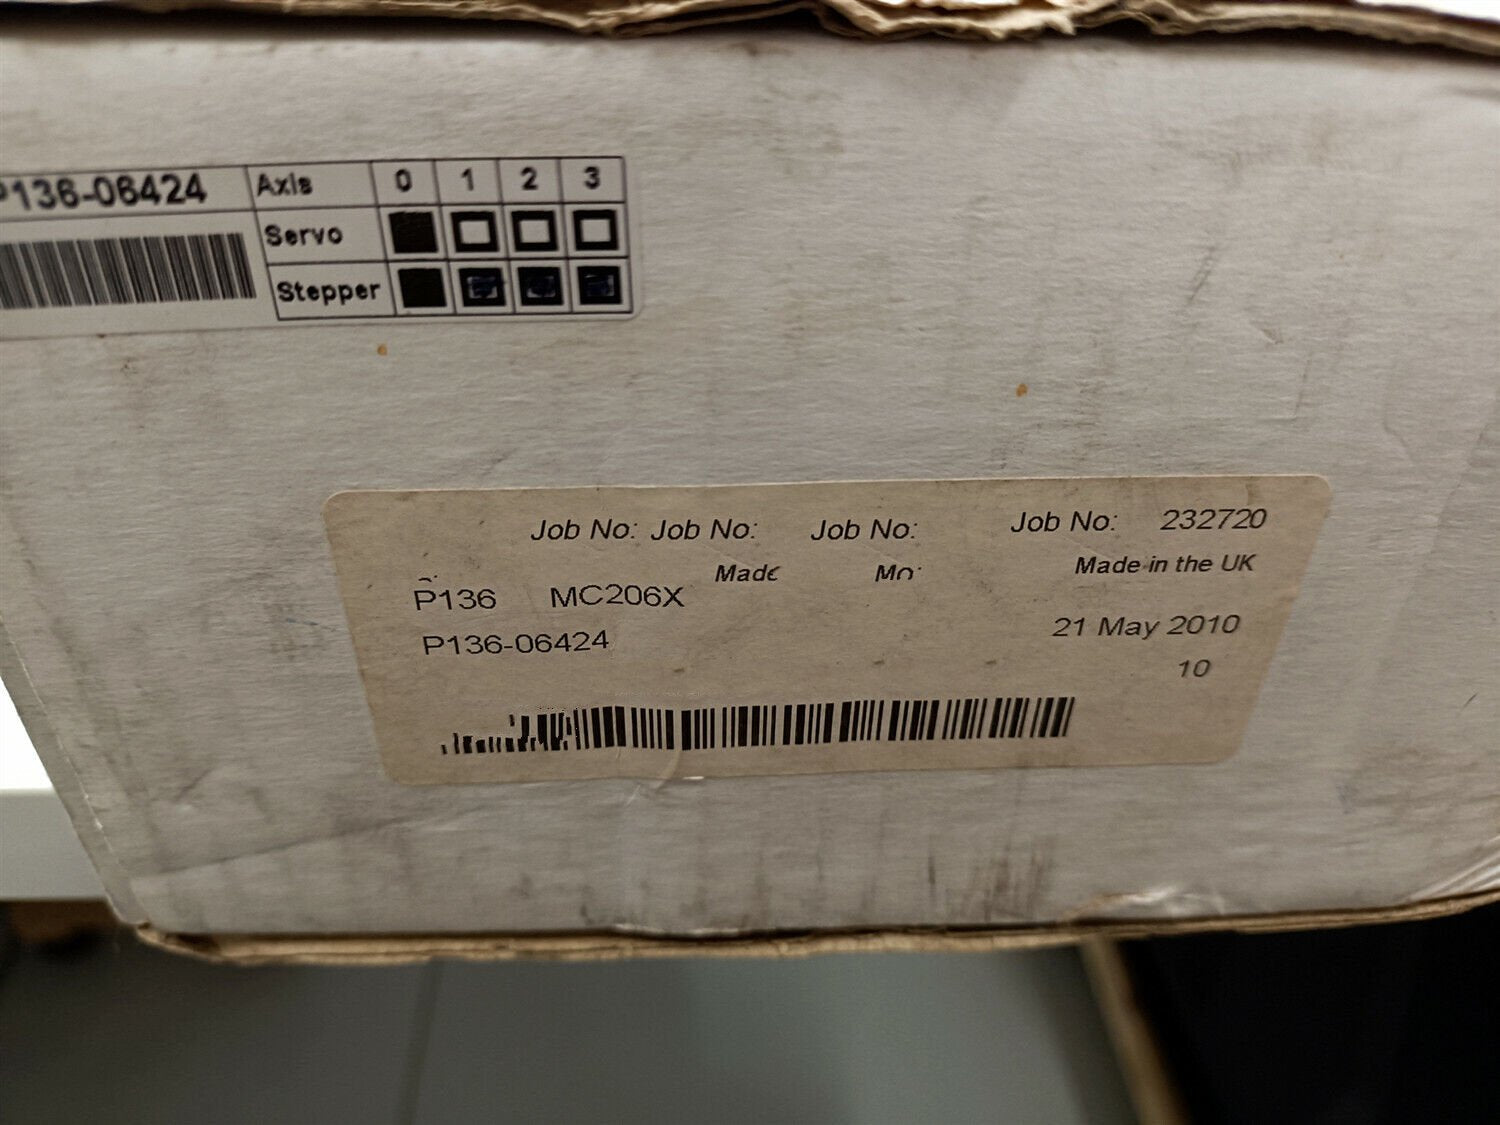 P136-06424 Axis 0 1 2 3
Servo
Stepper
Job No: Job No: Job No: Job No: 232720
Made Made in the UK
P136 MC206X
P136-06424 21 May 2010
10